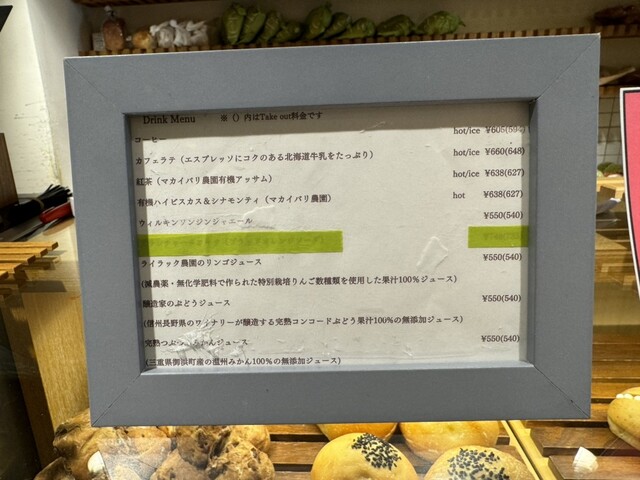 Drink Menu ※（）内はTake out料金です
コーヒー hot/ice ¥605(594)
カフェラテ（エスプレッソにコクのある北海道牛乳をたっぷり） hot/ice ¥660(648)
紅茶（マカイバリ農園有機アッサム） hot/ice ¥638(627)
有機ハイビスカス＆シナモンティ（マカイバリ農園） hot ¥638(627)
ウィルキンソンジンジャエール ¥550(540)
ライラック農園のリンゴジュース ¥550(540)
(減農薬・無化学肥料で作られた特別栽培りんご数種類を使用した果汁100％ジュース)
醸造家のぶどうジュース ¥550(540)
(信州長野県のワイナリーが醸造する完熟コンコードぶどう果汁100％の無添加ジュース)
完熟つぶつぶみかんジュース ¥550(540)
(三重県御浜町産の温州みかん100％の無添加ジュース)